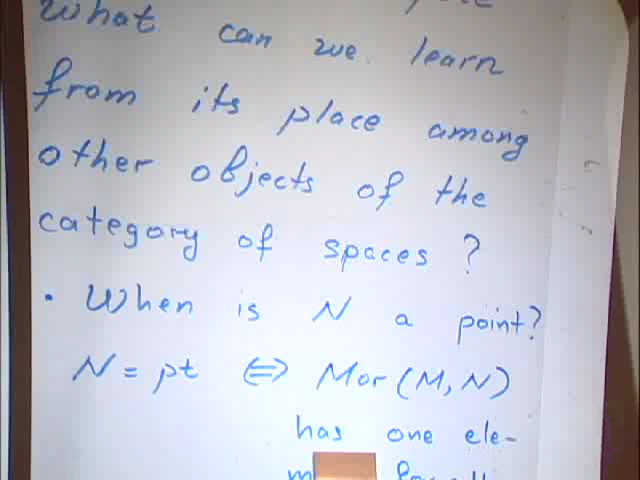 What
can we learn
from its place among
other objects of the
category of spaces?
• When is N a point?
N = pt ⇔ Mor(M, N)
has one ele-